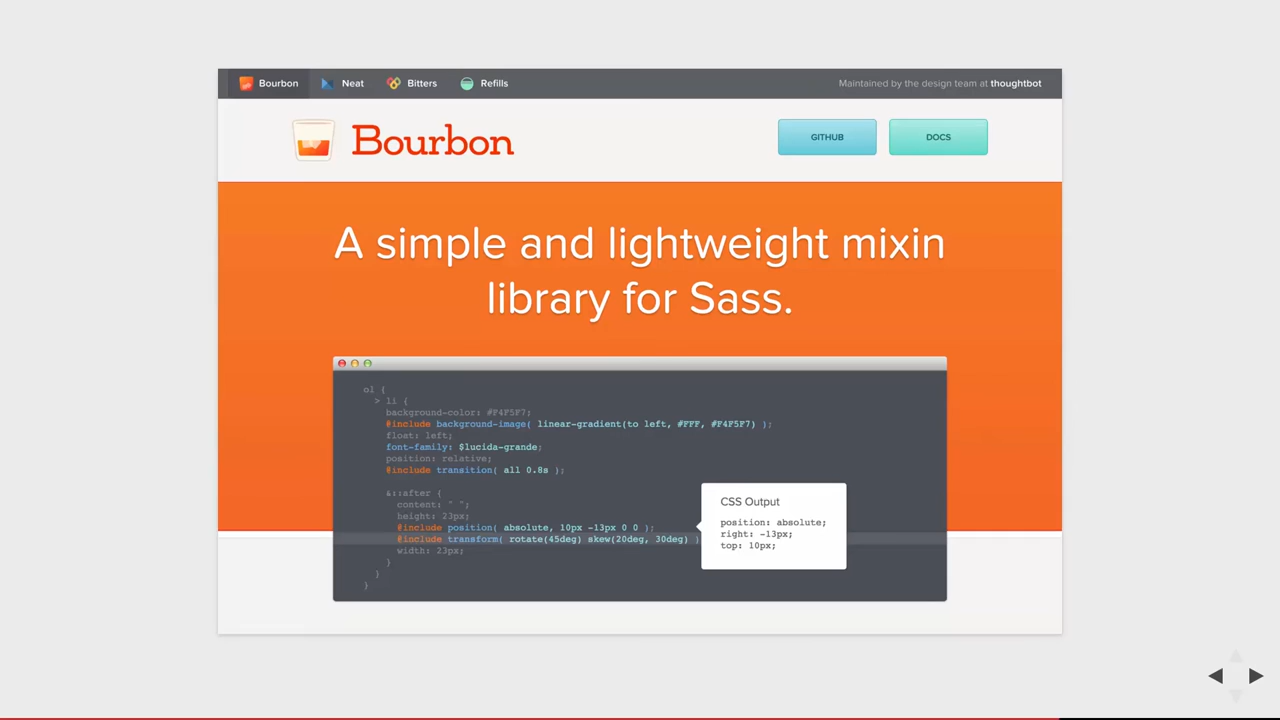 Bourbon Neat Bitters Refills Maintained by the design team at thoughtbot
Bourbon GITHUB DOCS
A simple and lightweight mixin
library for Sass.
ol {
> li {
background-color: #F4F5F7;
@include background-image( linear-gradient(to left, #FFF, #F4F5F7) );
float: left;
font-family: $lucida-grande;
position: relative;
@include transition( all 0.8s );
&::after {
content: " ";
height: 23px;
@include position( absolute, 10px -13px 0 0 );
@include transform( rotate(45deg) skew(20deg, 30deg) )
width: 23px;
}
}
}
CSS Output
position: absolute;
right: -13px;
top: 10px;